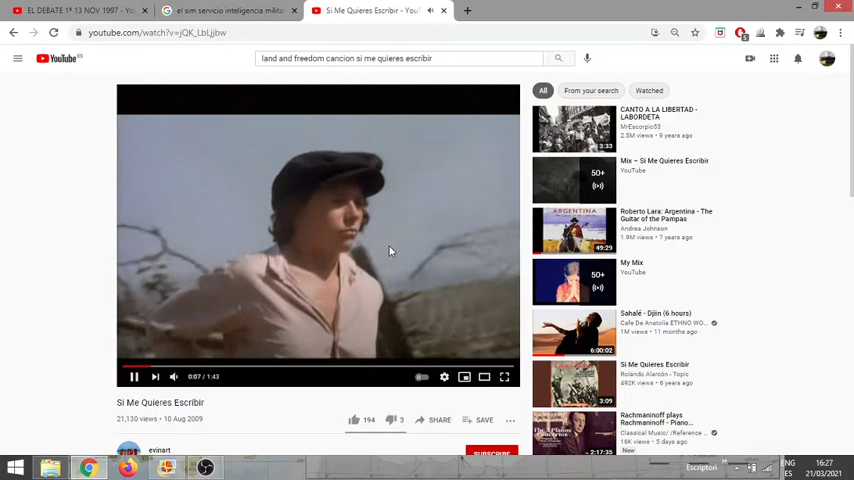 EL DEBATE 1ª 13 NOV 1997 - YouT
el sim servicio inteligencia milita
Si Me Quieres Escribir - You
youtube.com/watch?v=jQK_LbLjjbw
5
YouTube ES
land and freedom cancion si me quieres escribir
All
From your search
Watched
CANTO A LA LIBERTAD -
LABORDETA
MrEscorpio53
2.5M views • 9 years ago
3:33
50+
Mix – Si Me Quieres Escribir
YouTube
ARGENTINA
Roberto Lara: Argentina - The
Guitar of the Pampas
Andrea Johnson
1.9M views • 7 years ago
49:29
50+
My Mix
YouTube
Sahalé - Djiin (6 hours)
Cafe De Anatolia ETHNO WO...
1M views • 11 months ago
6:00:02
Si Me Quieres Escribir
Rolando Alarcón - Topic
492K views • 6 years ago
3:09
Rachmaninoff plays
Rachmaninoff - Piano...
Classical Music/ /Reference ...
16K views • 5 days ago
New
2:17:35
0:07 / 1:43
Si Me Quieres Escribir
21,130 views • 10 Aug 2009
194
3
SHARE
SAVE
evinart
SUBSCRIBE
Escriptori
ENG
ES
16:27
21/03/2021